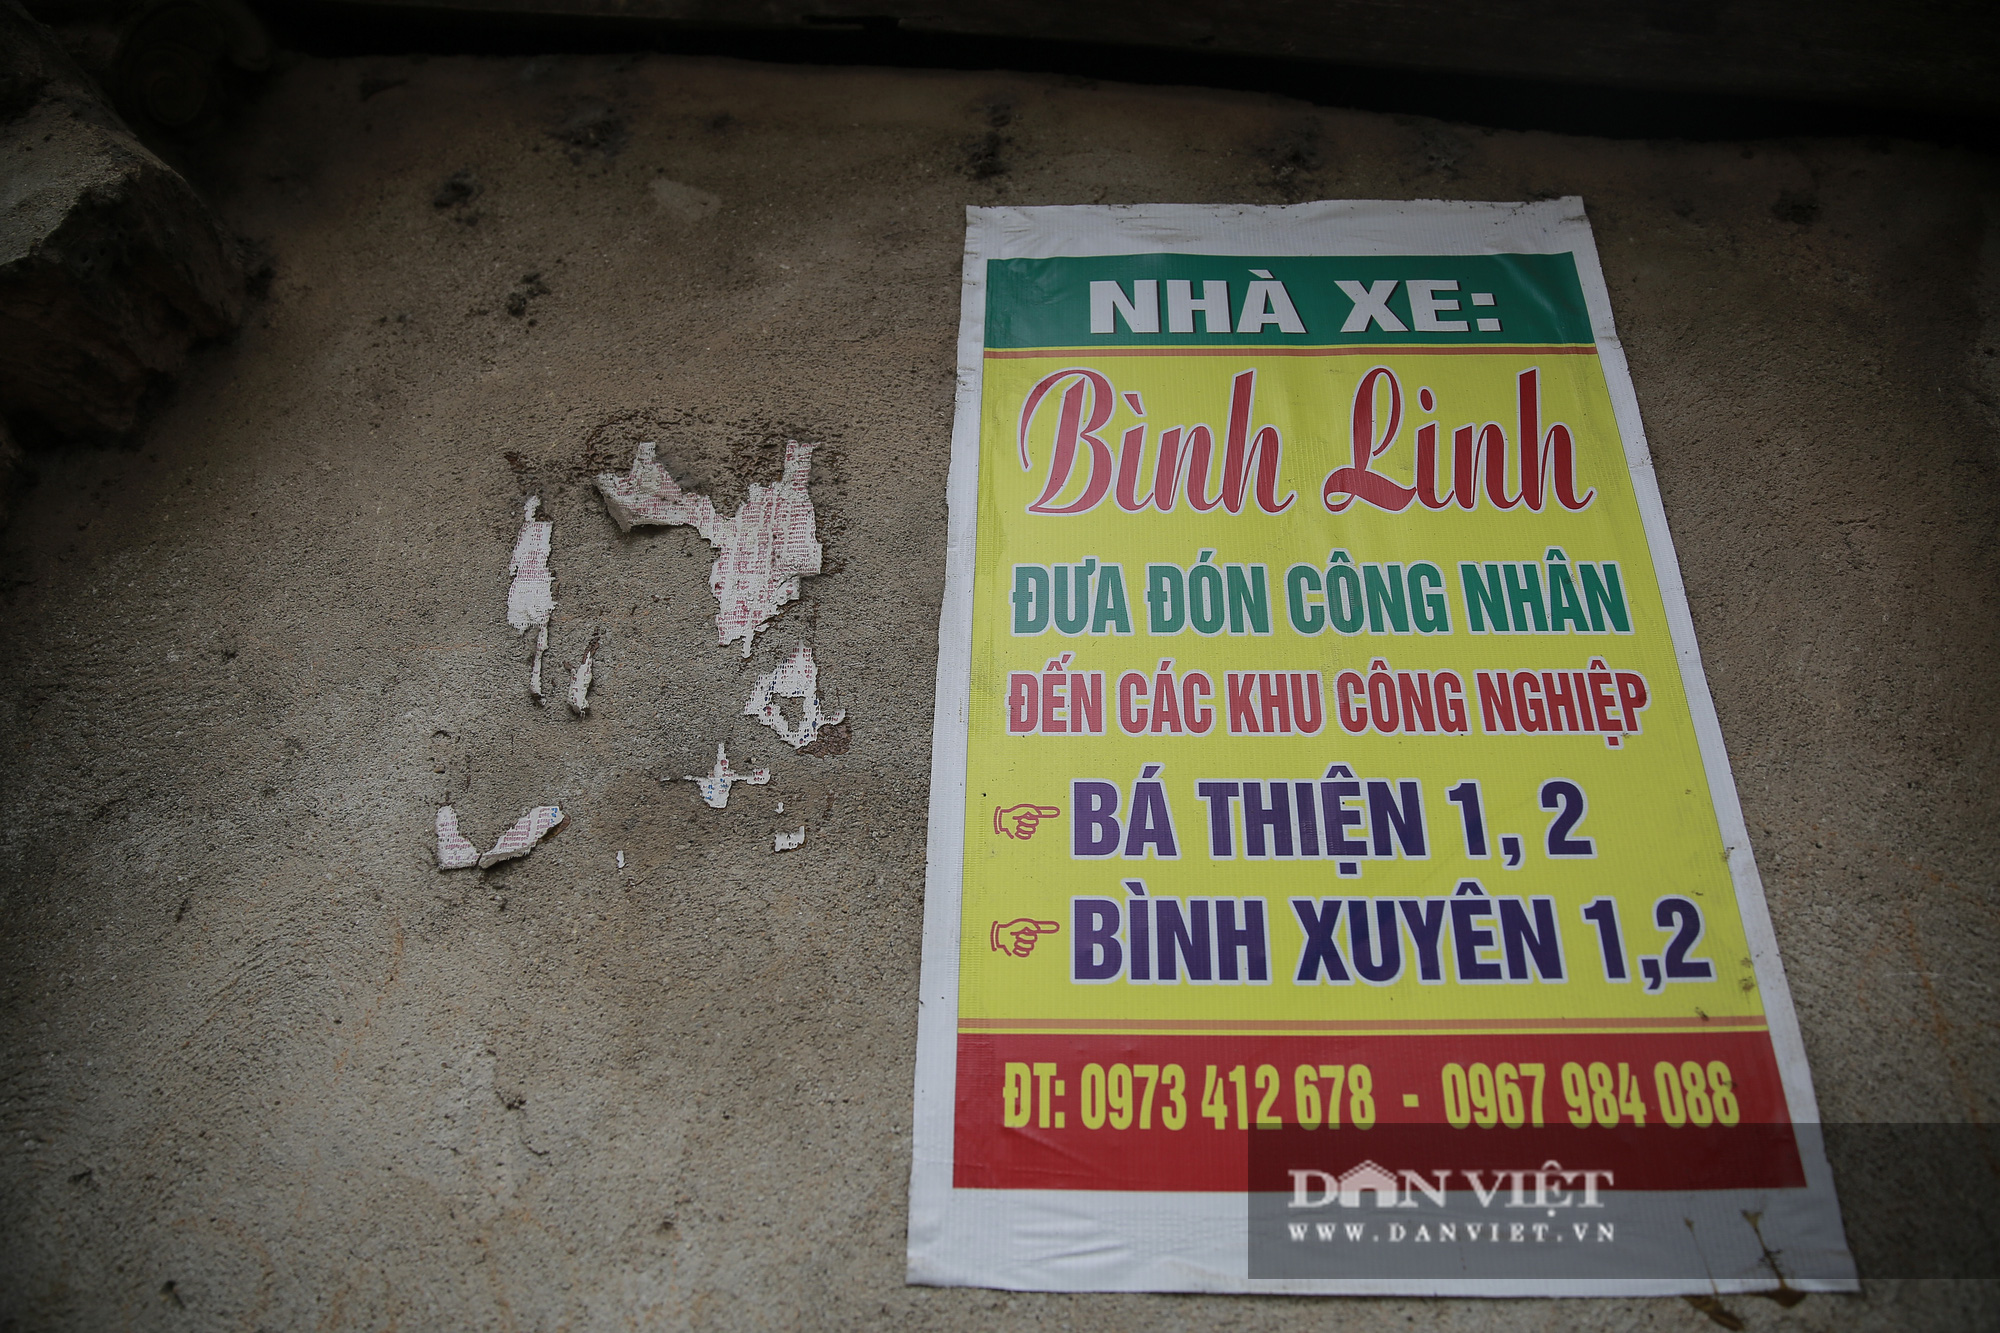 NHÀ XE:
Bình Linh
ĐƯA ĐÓN CÔNG NHÂN
ĐẾN CÁC KHU CÔNG NGHIỆP
BÁ THIỆN 1, 2
BÌNH XUYÊN 1,2
ĐT: 0973 412 678 - 0967 984 088
DÂN VIỆT
WWW.DANVIET.VN